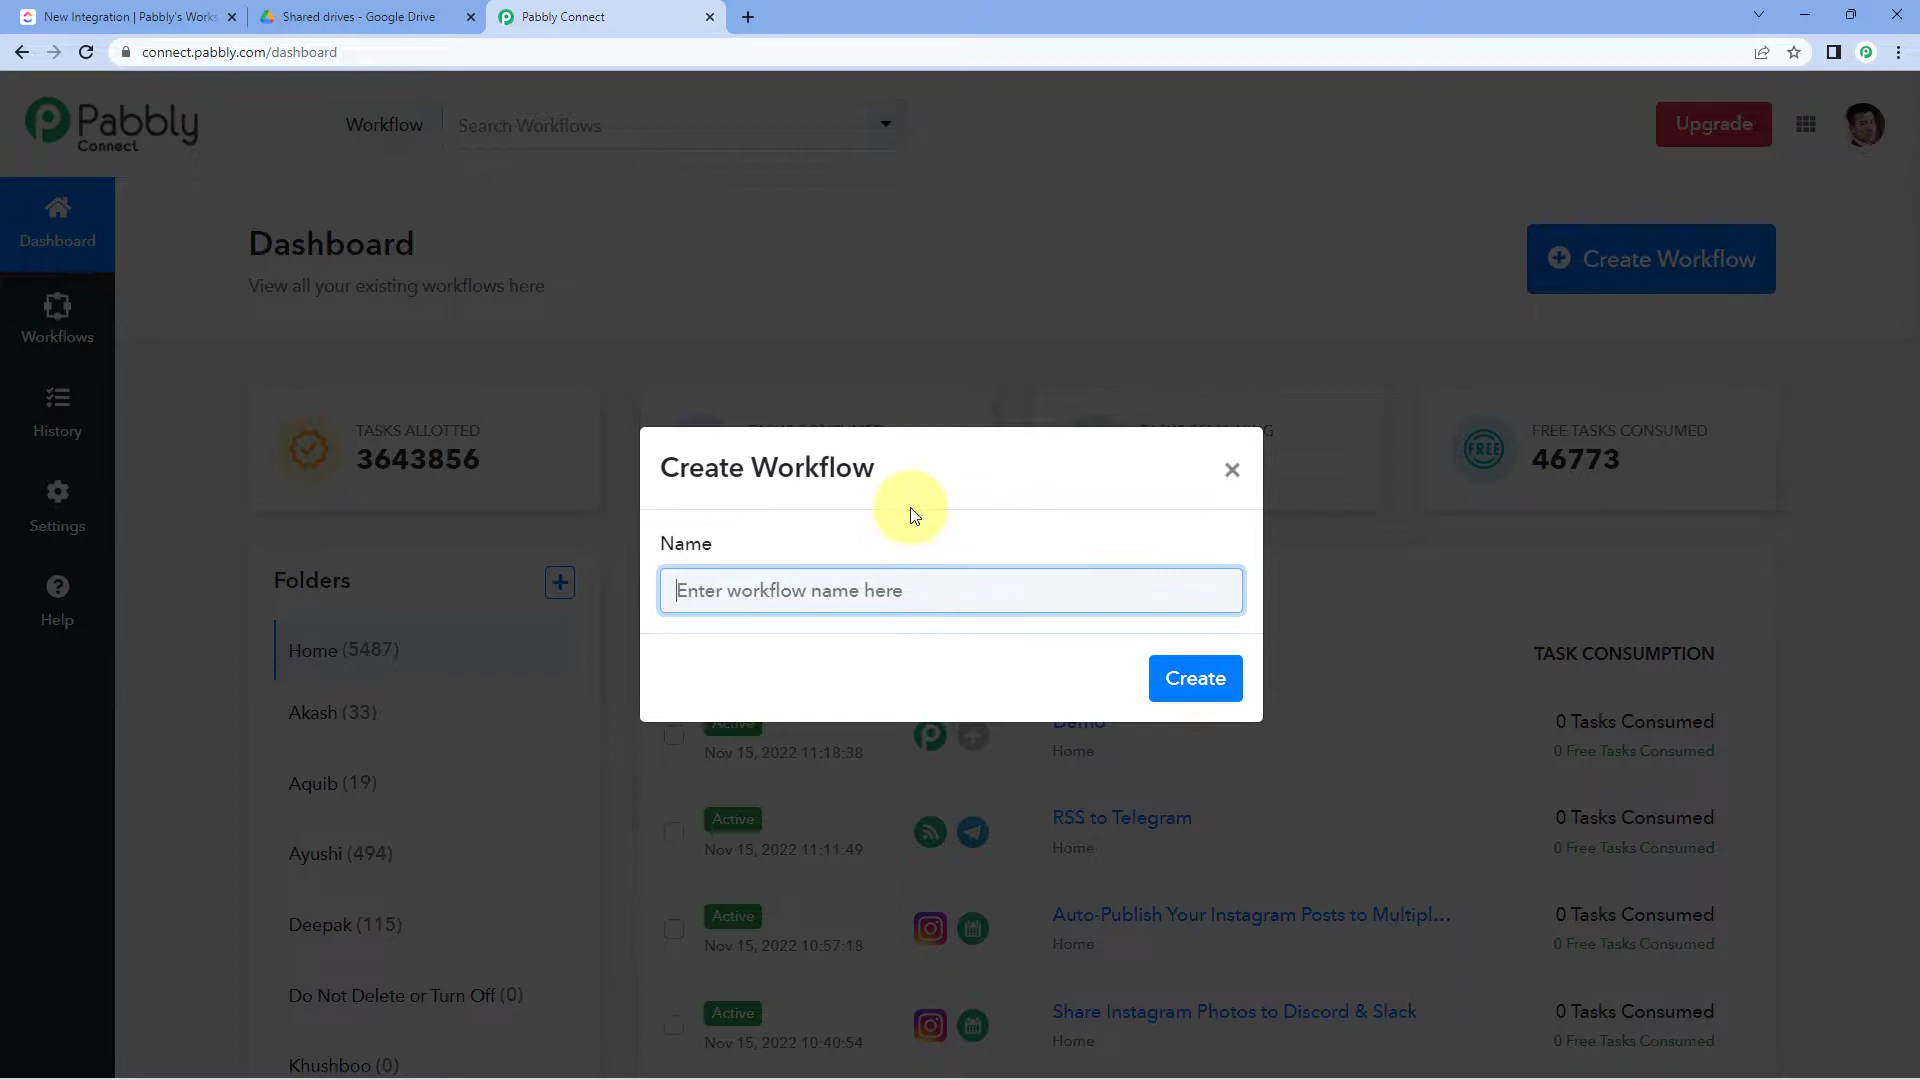 New Integration | Pabbly's Works
Shared drives - Google Drive
Pabbly Connect
connect.pabbly.com/dashboard
Pabbly
Connect
Workflow
Search Workflows
Upgrade
Dashboard
Workflows
History
Settings
Help
Dashboard
View all your existing workflows here
Create Workflow
TASKS ALLOTTED
3643856
FREE
FREE TASKS CONSUMED
46773
Create Workflow
Name
Enter workflow name here
Create
Folders
Home (5487)
Akash (33)
Aquib (19)
Ayushi (494)
Deepak (115)
Do Not Delete or Turn Off (0)
Khushboo (0)
TASK CONSUMPTION
Active
Nov 15, 2022 11:18:38
Demo
Home
0 Tasks Consumed
0 Free Tasks Consumed
Active
Nov 15, 2022 11:11:49
RSS to Telegram
Home
0 Tasks Consumed
0 Free Tasks Consumed
Active
Nov 15, 2022 10:57:18
Auto-Publish Your Instagram Posts to Multipl...
Home
0 Tasks Consumed
0 Free Tasks Consumed
Active
Nov 15, 2022 10:40:54
Share Instagram Photos to Discord & Slack
Home
0 Tasks Consumed
0 Free Tasks Consumed